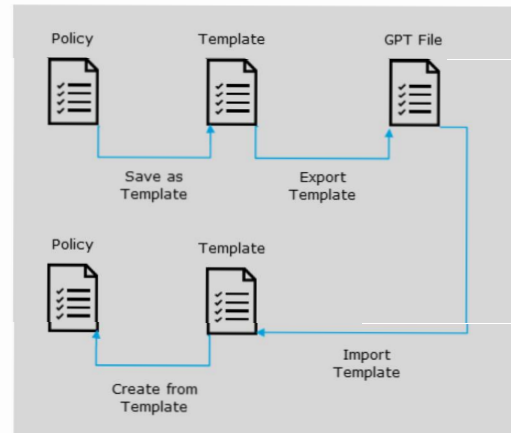 Policy
Template
GPT File
Save as
Template
Export
Template
Policy
Template
Import
Template
Create from
Template